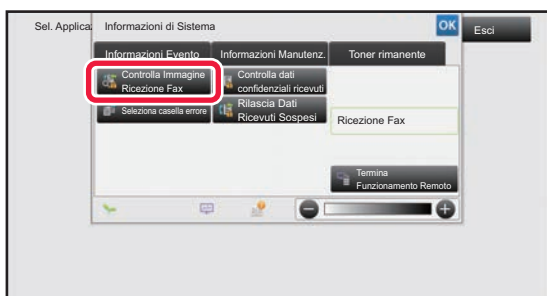 Sel. Applica
Informazioni di Sistema
OK
Esci
Informazioni Evento
Informazioni Manutenz.
Toner rimanente
Controlla Immagine
Ricezione Fax
Controlla dati
confidenziali ricevuti
Seleziona casella errore
Rilascia Dati
Ricevuti Sospesi
Ricezione Fax
Termina
Funzionamento Remoto